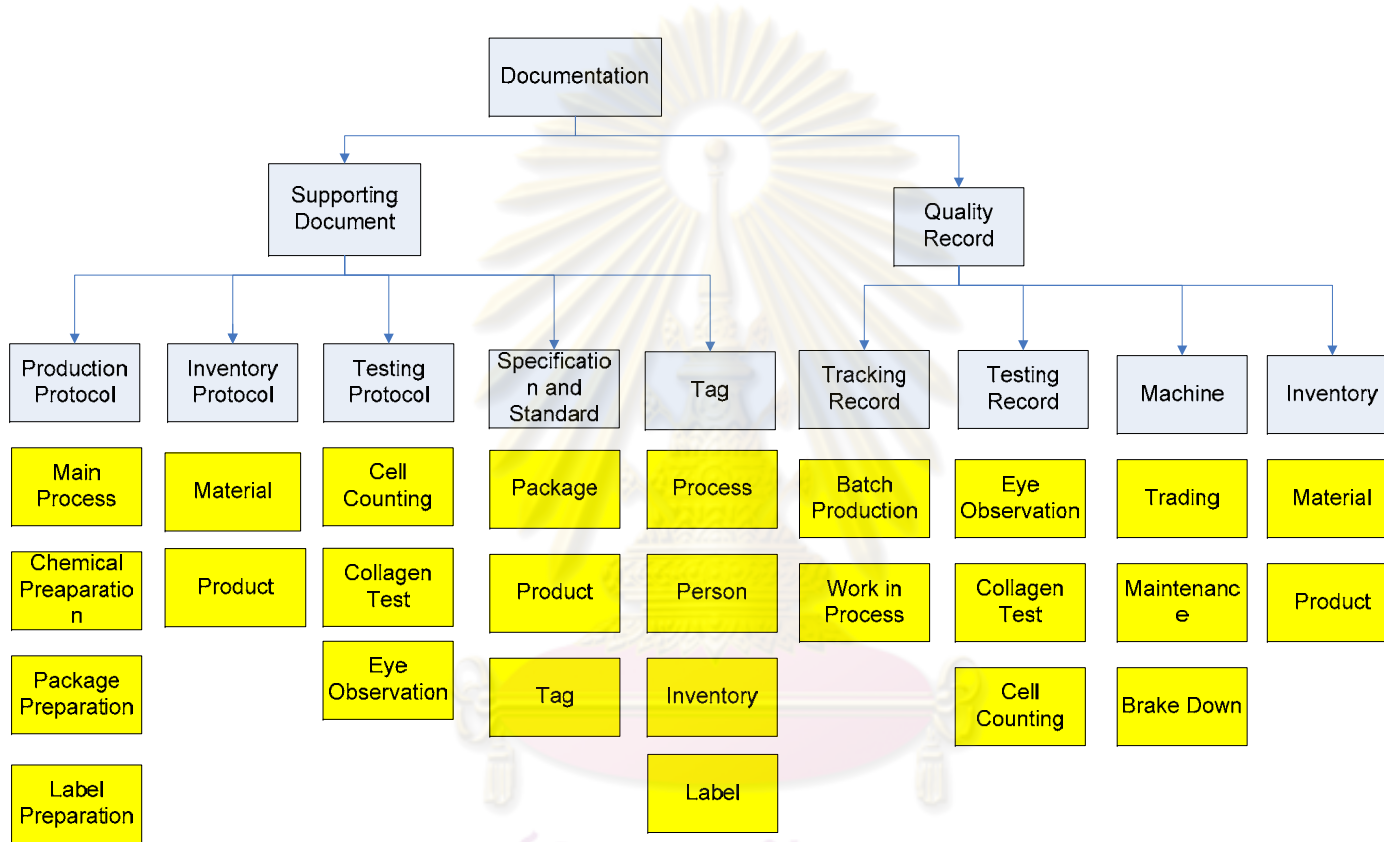 Documentation
Supporting
Document
Quality
Record
Production
Protocol
Inventory
Protocol
Testing
Protocol
Specificatio
n and
Standard
Tag
Tracking
Record
Testing
Record
Machine
Inventory
Main
Process
Material
Cell
Counting
Package
Process
Batch
Production
Eye
Observation
Trading
Material
Chemical
Preaparatio
n
Product
Collagen
Test
Product
Person
Work in
Process
Collagen
Test
Maintenanc
e
Product
Package
Preparation
Eye
Observation
Tag
Inventory
Cell
Counting
Brake Down
Label
Preparation
Label